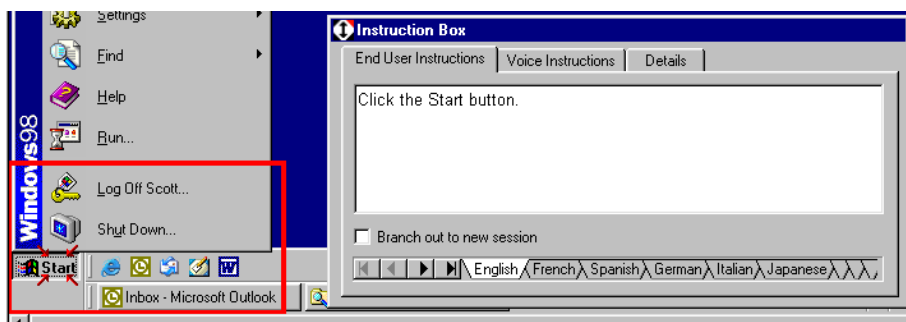 Settings
Find
Help
Run...
Log Off Scott...
Shut Down...
Windows98
Start
Inbox - Microsoft Outlook
Instruction Box
End User Instructions Voice Instructions Details
Click the Start button.
Branch out to new session
English French Spanish German Italian Japanese